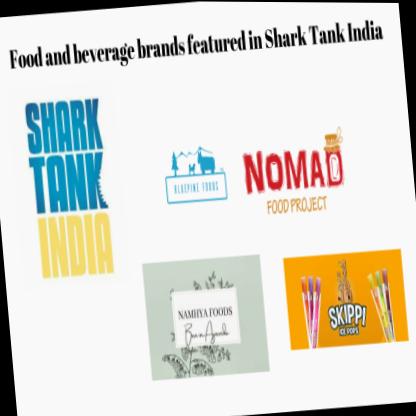 Food and beverage brands featured in Shark Tank India
SHARK
TANK
INDIA
BLUEPINE FOODS
NOMAD
FOOD PROJECT
NAMHYA FOODS
SKIPPI
ICE POPS